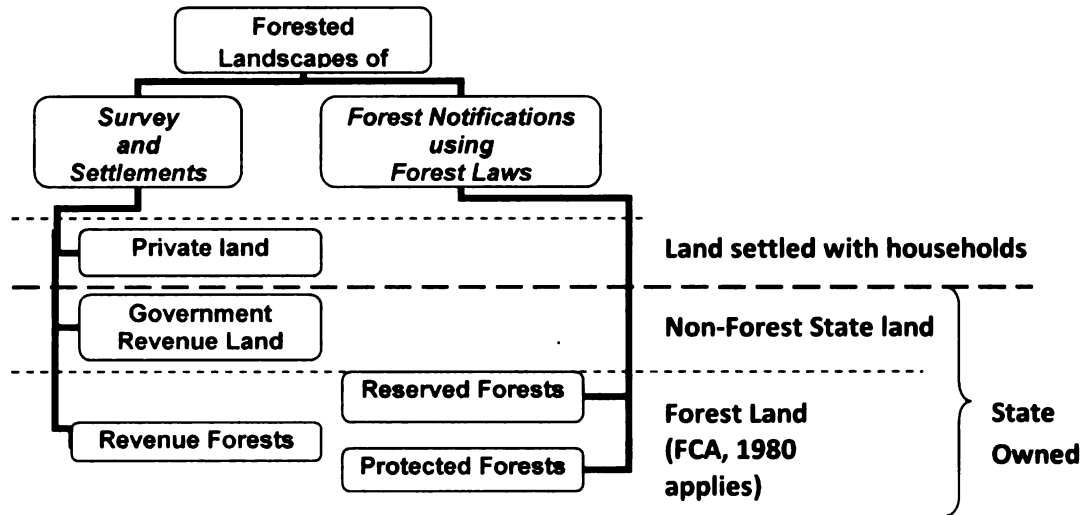 Forested
Landscapes of
Survey
and
Settlements
Forest Notifications
using
Forest Laws
Private land
Land settled with households
Government
Revenue Land
Non-Forest State land
Reserved Forests
Revenue Forests
Protected Forests
Forest Land
(FCA, 1980
applies)
State
Owned